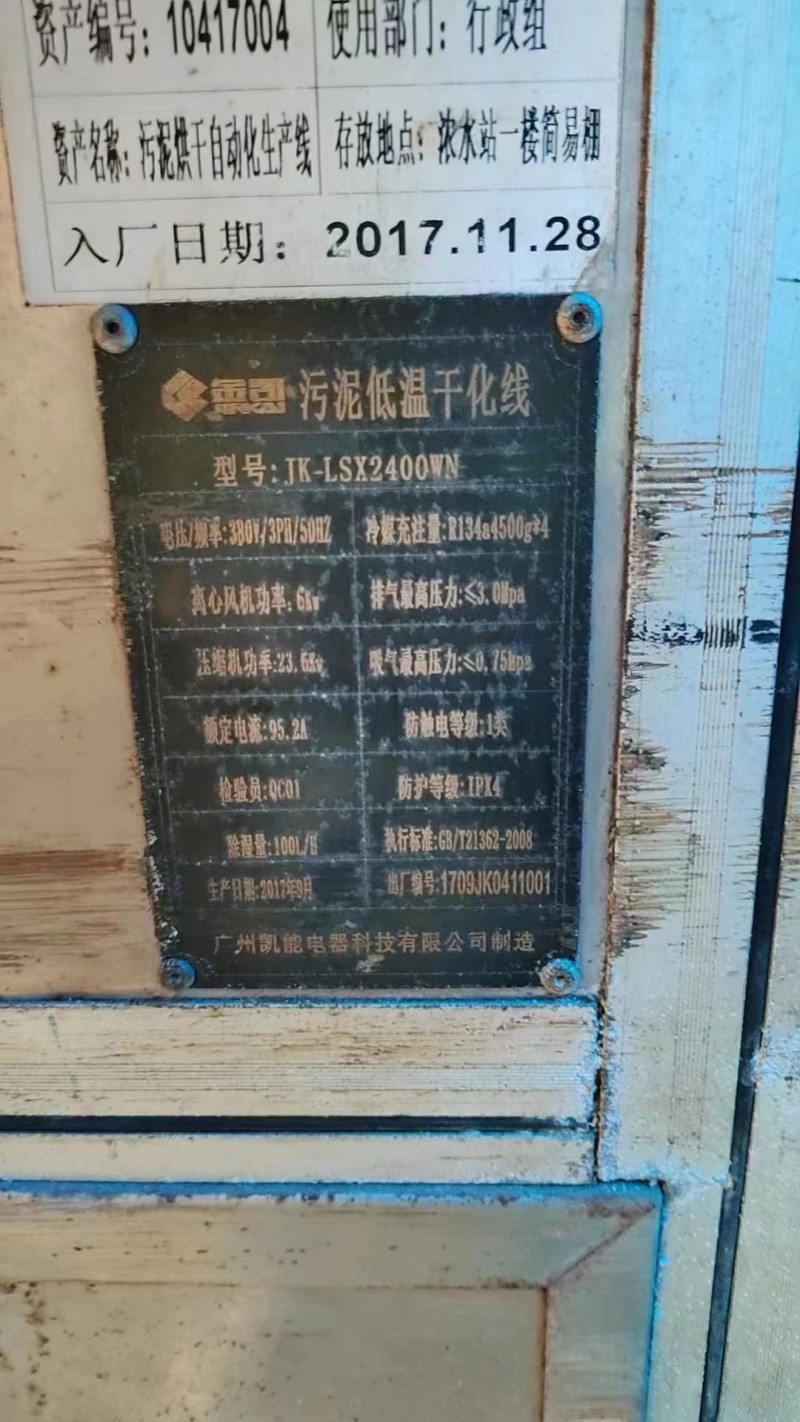 资产编号：10417004 使用部门：行政组
资产名称：污泥烘干自动化生产线 存放地点：浓水站一楼简易棚
入厂日期：2017.11.28
污泥低温干化线
型号：JK-LSX2400WN
电压/频率：380V/3PH/50HZ 冷媒充注量：R134a4500g*4
离心风机功率：6Kw 排气最高压力：≤3.0Mpa
压缩机功率：23.6Kw 吸气最高压力：≤0.75Mpa
额定电流：95.2A 防触电等级：1类
检验员：QC01 防护等级：IPX4
除湿量：100L/H 执行标准：GB/T21362-2008
生产日期：2017年9月 出厂编号：1709JK0411001
广州凯能电器科技有限公司制造